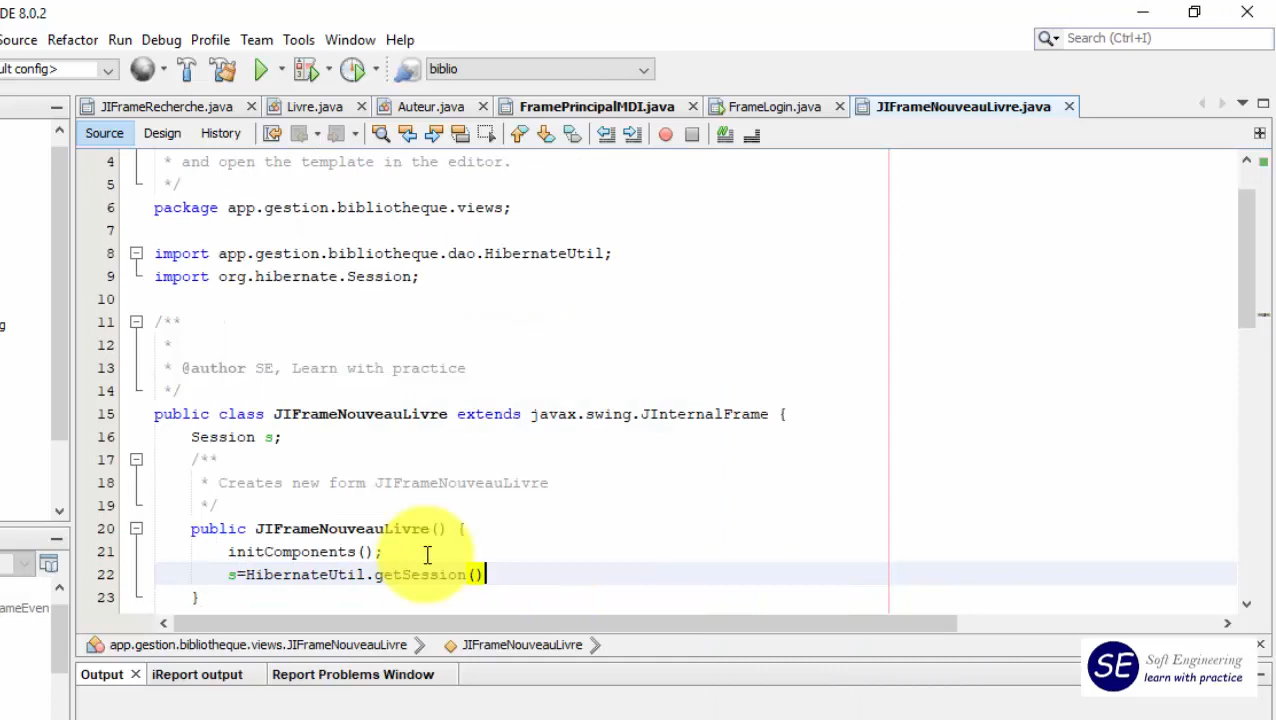 DE 8.0.2
Source Refactor Run Debug Profile Team Tools Window Help
Search (Ctrl+I)
ult config>
biblio
JIFrameRecherche.java Livre.java Auteur.java FramePrincipalMDI.java FrameLogin.java JIFrameNouveauLivre.java
Source Design History
4 * and open the template in the editor.
5 */
6 package app.gestion.bibliotheque.views;
7
8 import app.gestion.bibliotheque.dao.HibernateUtil;
9 import org.hibernate.Session;
10
11 /**
12 *
13 * @author SE, Learn with practice
14 */
15 public class JIFrameNouveauLivre extends javax.swing.JInternalFrame {
16 Session s;
17 /**
18 * Creates new form JIFrameNouveauLivre
19 */
20 public JIFrameNouveauLivre() {
21 initComponents();
22 s=HibernateUtil.getSession()
23 }
g
ameEven
app.gestion.bibliotheque.views.JIFrameNouveauLivre JIFrameNouveauLivre
Output iReport output Report Problems Window
SE Soft Engineering
learn with practice